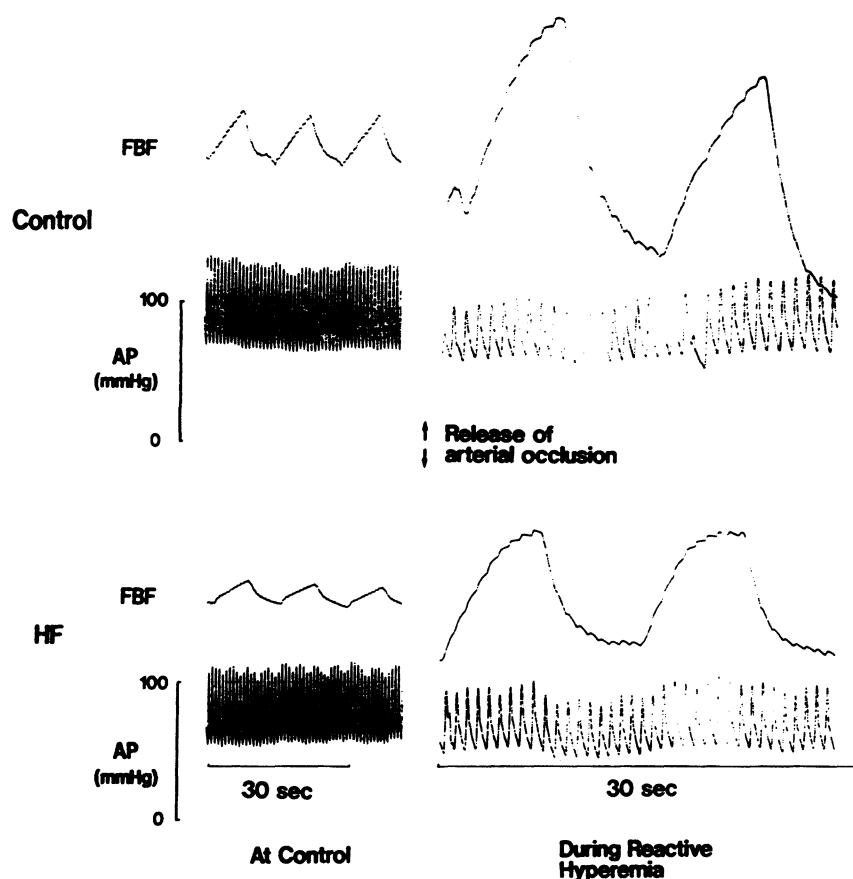 FBF
Control
100
AP
(mmHg)
0
Release of
arterial occlusion
FBF
HF
100
AP
(mmHg)
0
30 sec
30 sec
At Control
During Reactive
Hyperemia